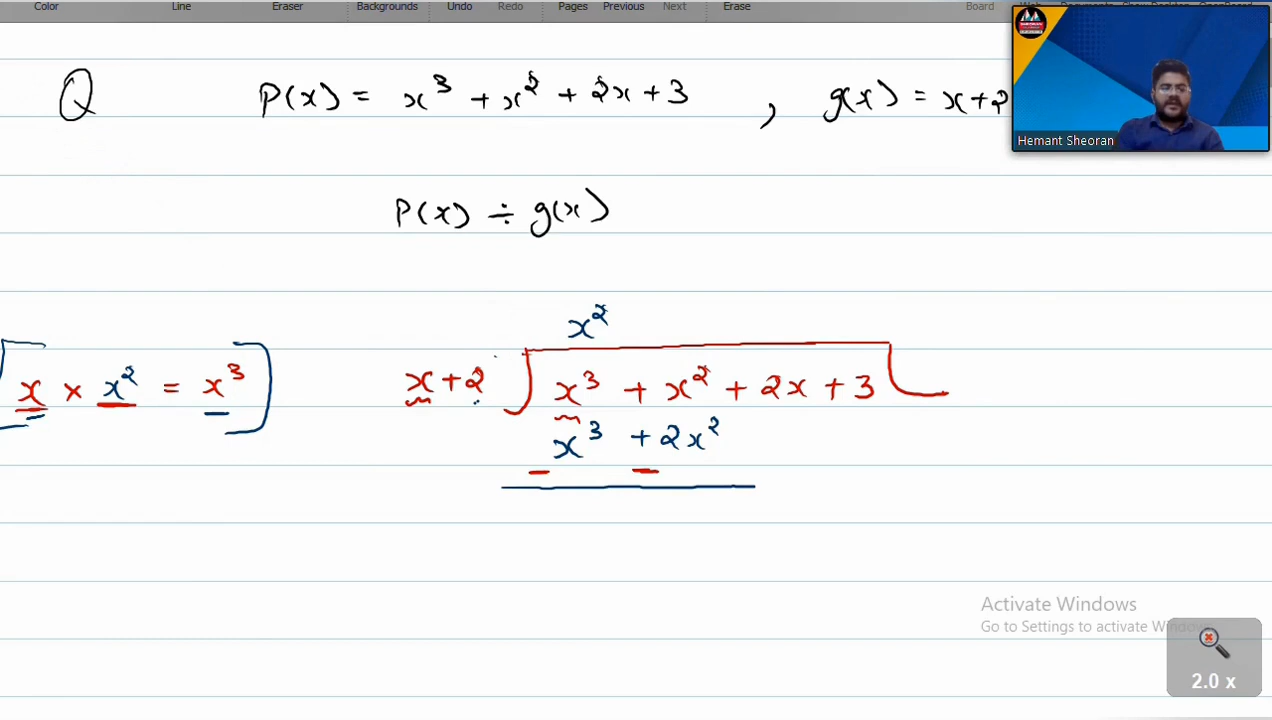 Color Line Eraser Backgrounds Undo Redo Pages Previous Next Erase Board
Q P(x) = x³ + x² + 2x + 3 , g(x) = x+2
Hemant Sheoran
P(x) ÷ g(x)
x²
x × x² = x³
x+2 x³ + x² + 2x + 3
x³ + 2x²
Activate Windows
Go to Settings to activate Windows.
2.0 x